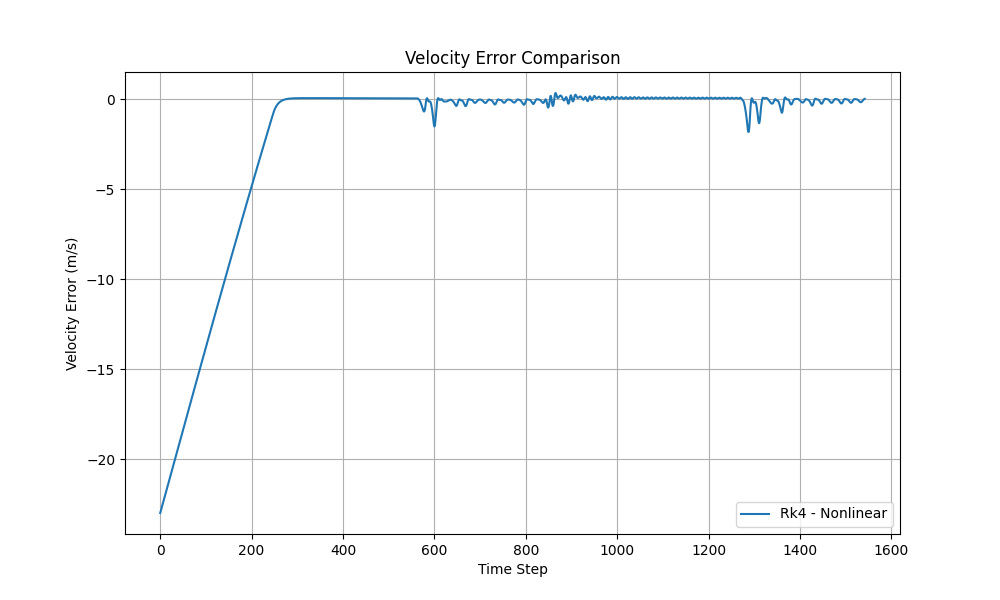 Velocity Error Comparison
Velocity Error (m/s)
0
−5
−10
−15
−20
Rk4 - Nonlinear
0 200 400 600 800 1000 1200 1400 1600
Time Step